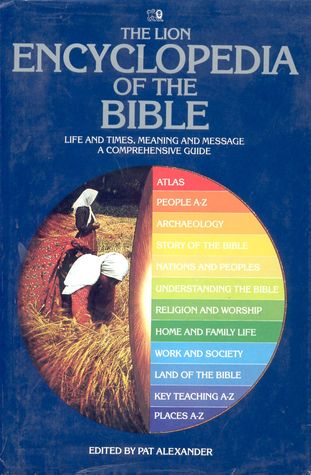 THE LION
ENCYCLOPEDIA
OF THE
BIBLE
LIFE AND TIMES, MEANING AND MESSAGE
A COMPREHENSIVE GUIDE
ATLAS
PEOPLE A-Z
ARCHAEOLOGY
STORY OF THE BIBLE
NATIONS AND PEOPLES
UNDERSTANDING THE BIBLE
RELIGION AND WORSHIP
HOME AND FAMILY LIFE
WORK AND SOCIETY
LAND OF THE BIBLE
KEY TEACHING A-Z
PLACES A-Z
EDITED BY PAT ALEXANDER